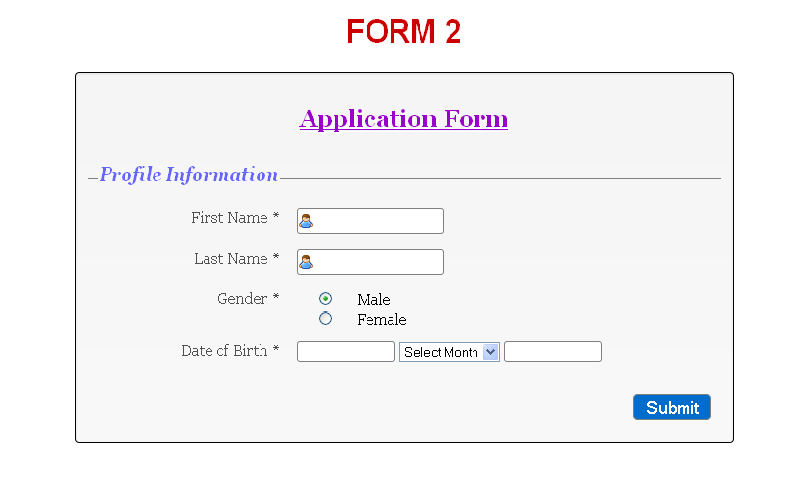 FORM 2
Application Form
Profile Information
First Name *
Last Name *
Gender * Male
Female
Date of Birth * Select Month
Submit